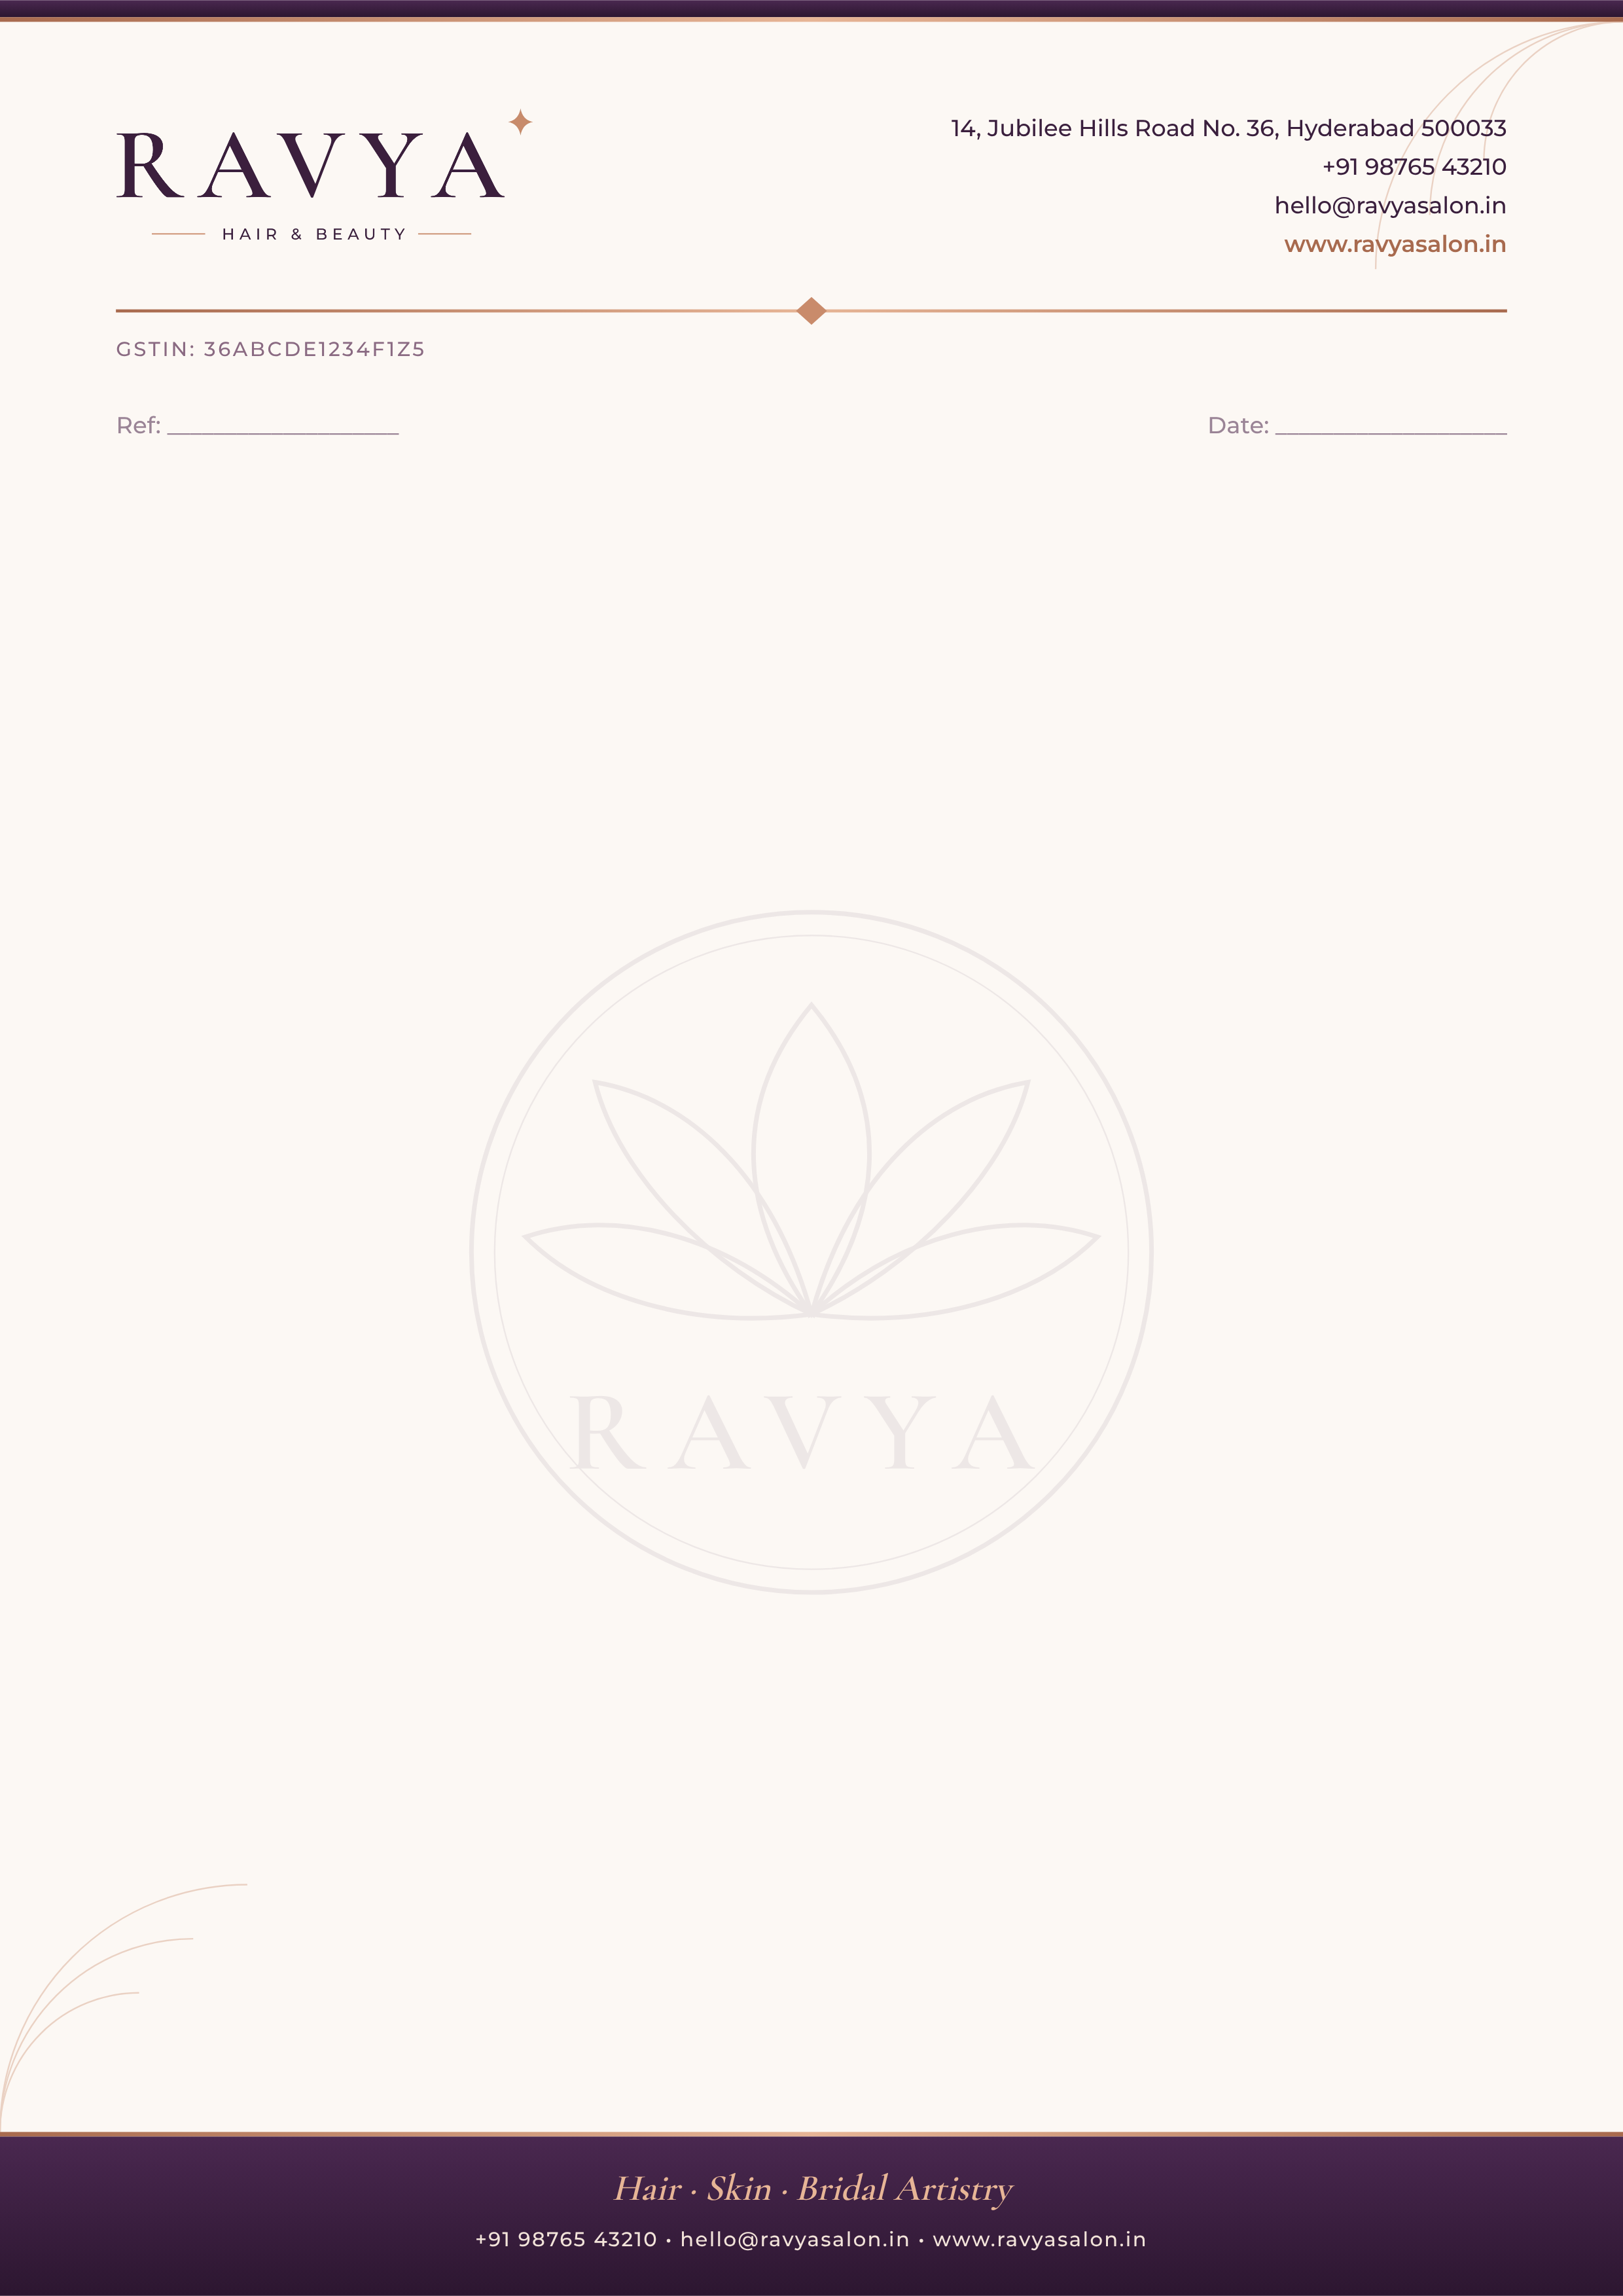 RAVYA
HAIR & BEAUTY
14, Jubilee Hills Road No. 36, Hyderabad 500033
+91 98765 43210
hello@ravyasalon.in
www.ravyasalon.in
GSTIN: 36ABCDE1234F1Z5
Ref: ____________________
Date: ____________________
RAVYA
Hair · Skin · Bridal Artistry
+91 98765 43210 • hello@ravyasalon.in • www.ravyasalon.in